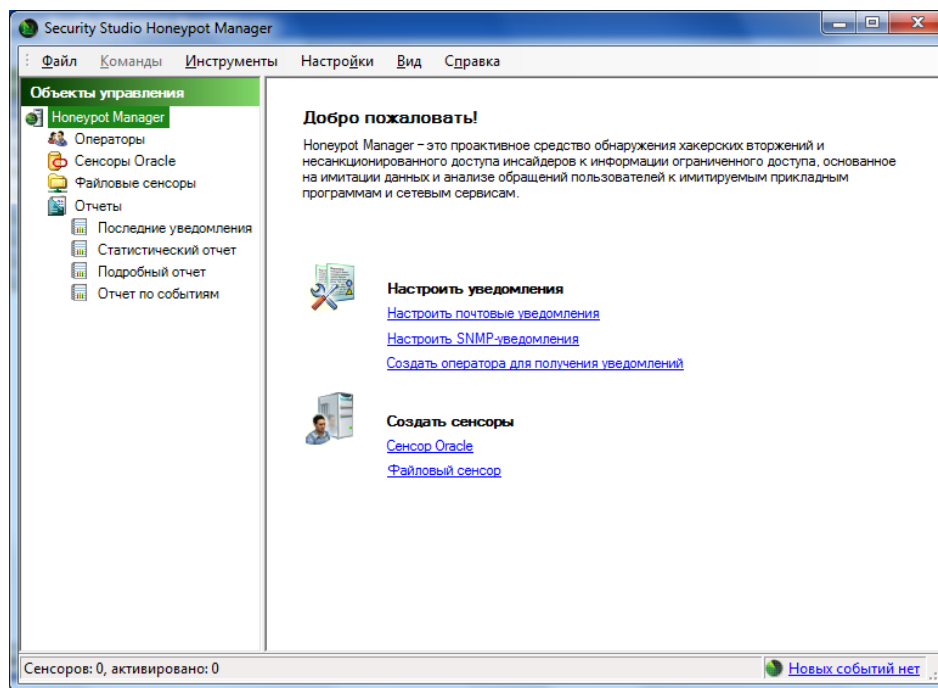 Security Studio Honeypot Manager
Файл Команды Инструменты Настройки Вид Справка
Объекты управления
Honeypot Manager
Операторы
Сенсоры Oracle
Файловые сенсоры
Отчеты
Последние уведомления
Статистический отчет
Подробный отчет
Отчет по событиям
Добро пожаловать!
Honeypot Manager – это проактивное средство обнаружения хакерских вторжений и
несанкционированного доступа инсайдеров к информации ограниченного доступа, основанное
на имитации данных и анализе обращений пользователей к имитируемым прикладным
программам и сетевым сервисам.
Настроить уведомления
Настроить почтовые уведомления
Настроить SNMP-уведомления
Создать оператора для получения уведомлений
Создать сенсоры
Сенсор Oracle
Файловый сенсор
Сенсоров: 0, активировано: 0
Новых событий нет